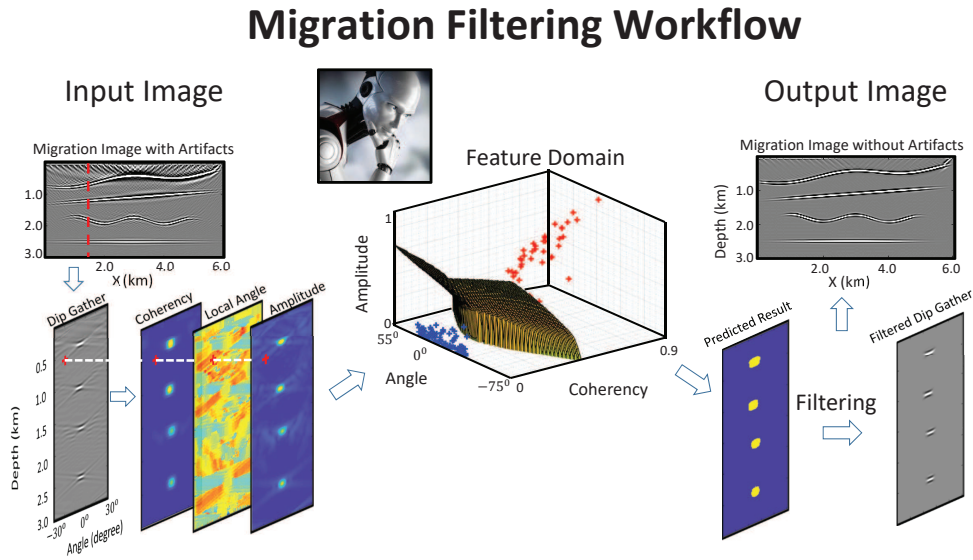 Migration Filtering Workflow
Input Image
Migration Image with Artifacts
1.0
2.0
3.0
2.0
4.0
6.0
X (km)
Dip Gather
0.5
1.0
1.5
2.0
2.5
3.0
Depth (km)
−30⁰
0⁰
30⁰
Angle (degree)
Coherency
Local Angle
Amplitude
Feature Domain
1
Amplitude
0
55⁰
0⁰
Angle
−75⁰
0
Coherency
0.9
Output Image
Migration Image without Artifacts
Depth (km)
0
1.0
2.0
3.0
2.0
4.0
6.0
X (km)
Predicted Result
Filtering
Filtered Dip Gather